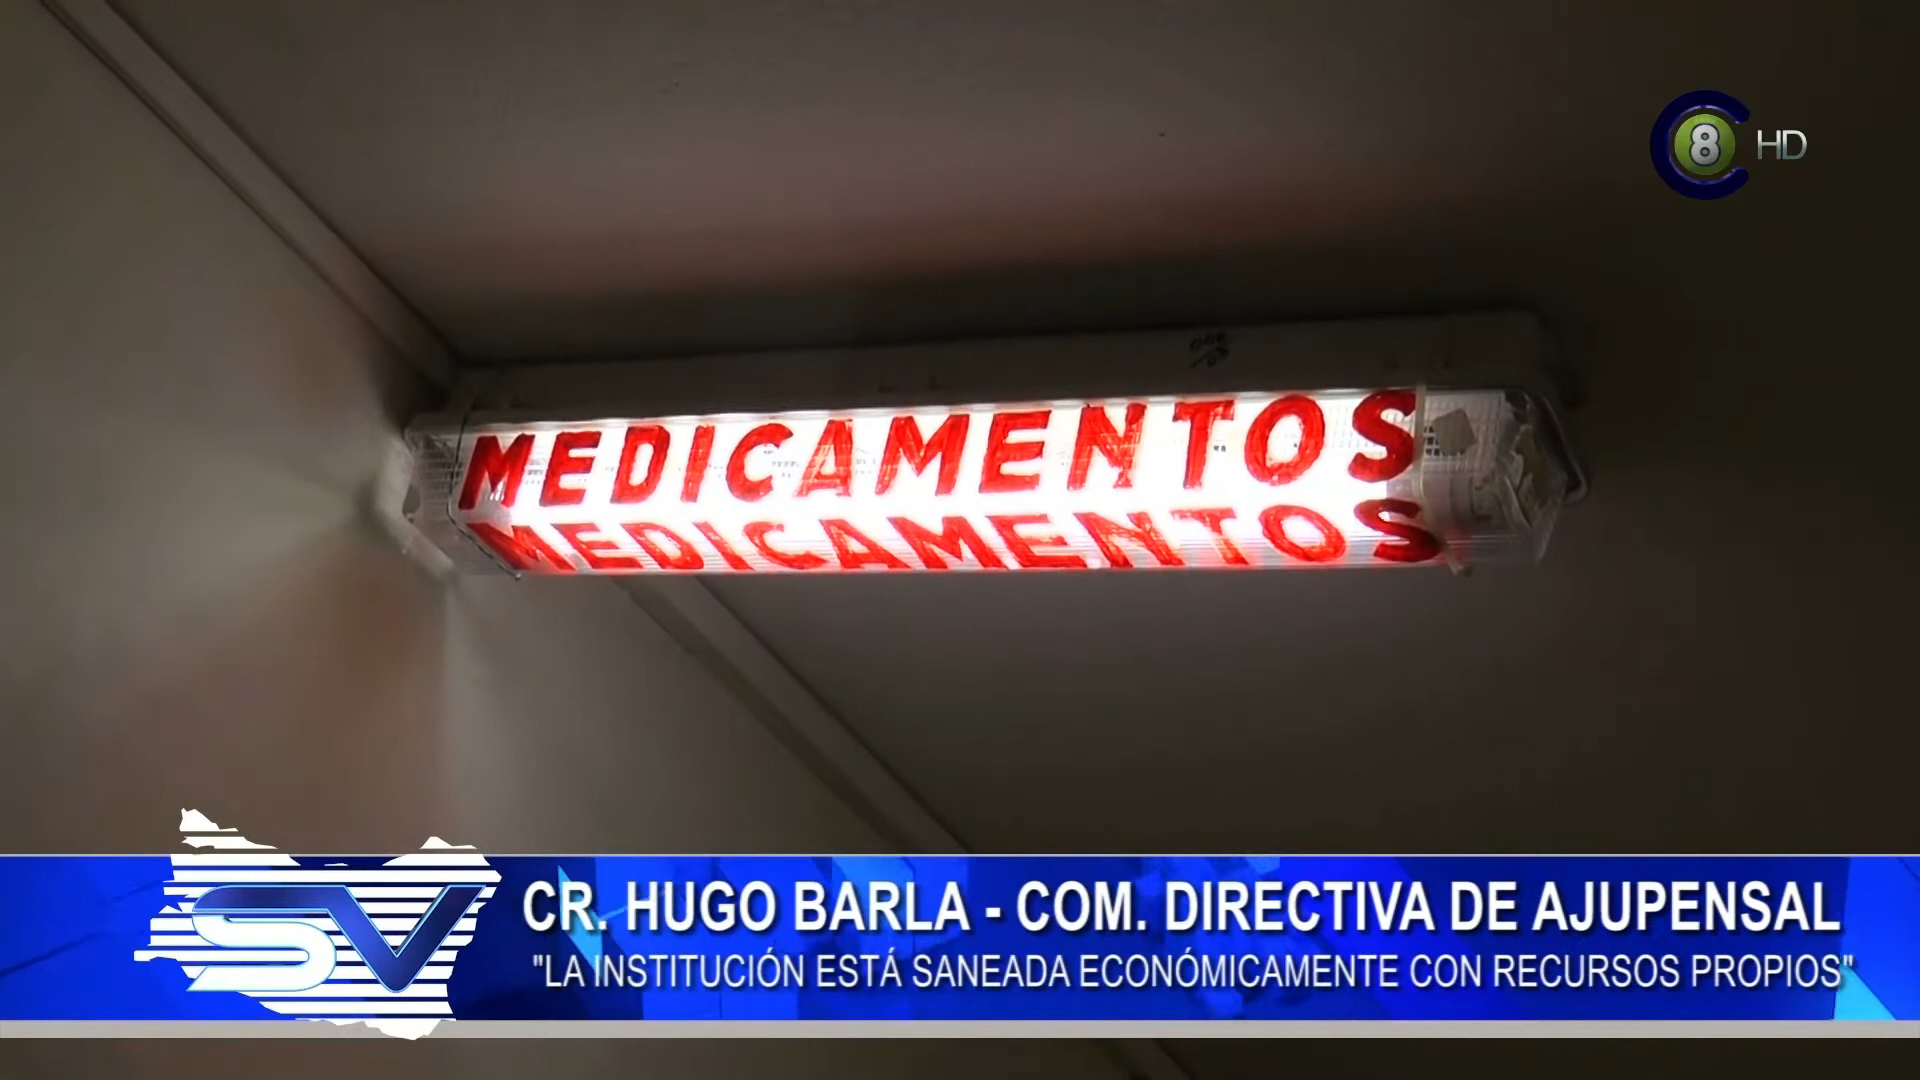 8 HD
MEDICAMENTOS
MEDICAMENTOS
SV
CR. HUGO BARLA - COM. DIRECTIVA DE AJUPENSAL
"LA INSTITUCIÓN ESTÁ SANEADA ECONÓMICAMENTE CON RECURSOS PROPIOS"